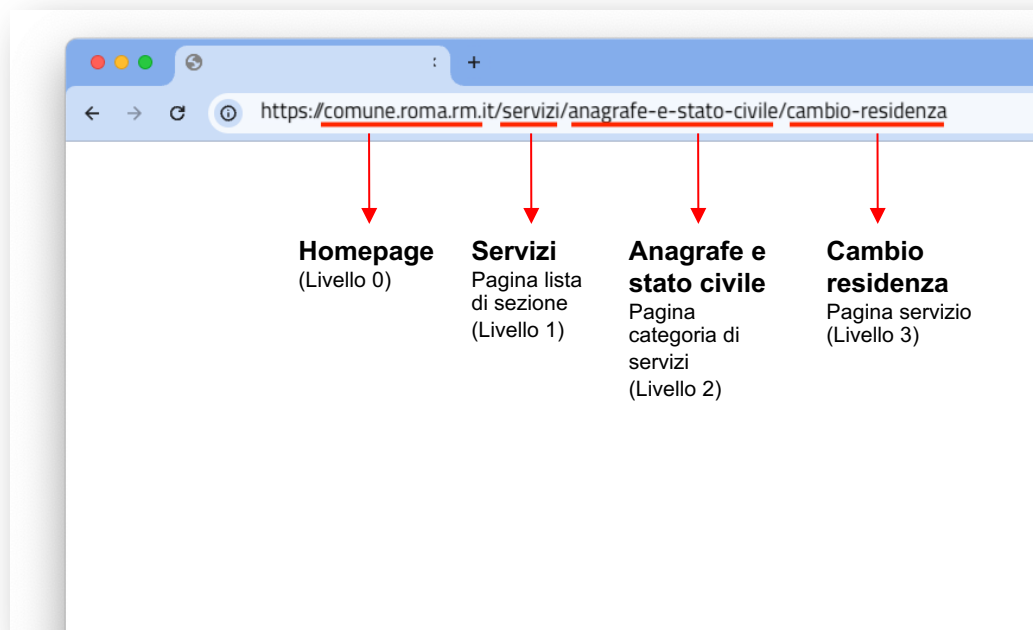 https://comune.roma.rm.it/servizi/anagrafe-e-stato-civile/cambio-residenza
Homepage
(Livello 0)
Servizi
Pagina lista
di sezione
(Livello 1)
Anagrafe e
stato civile
Pagina
categoria di
servizi
(Livello 2)
Cambio
residenza
Pagina servizio
(Livello 3)